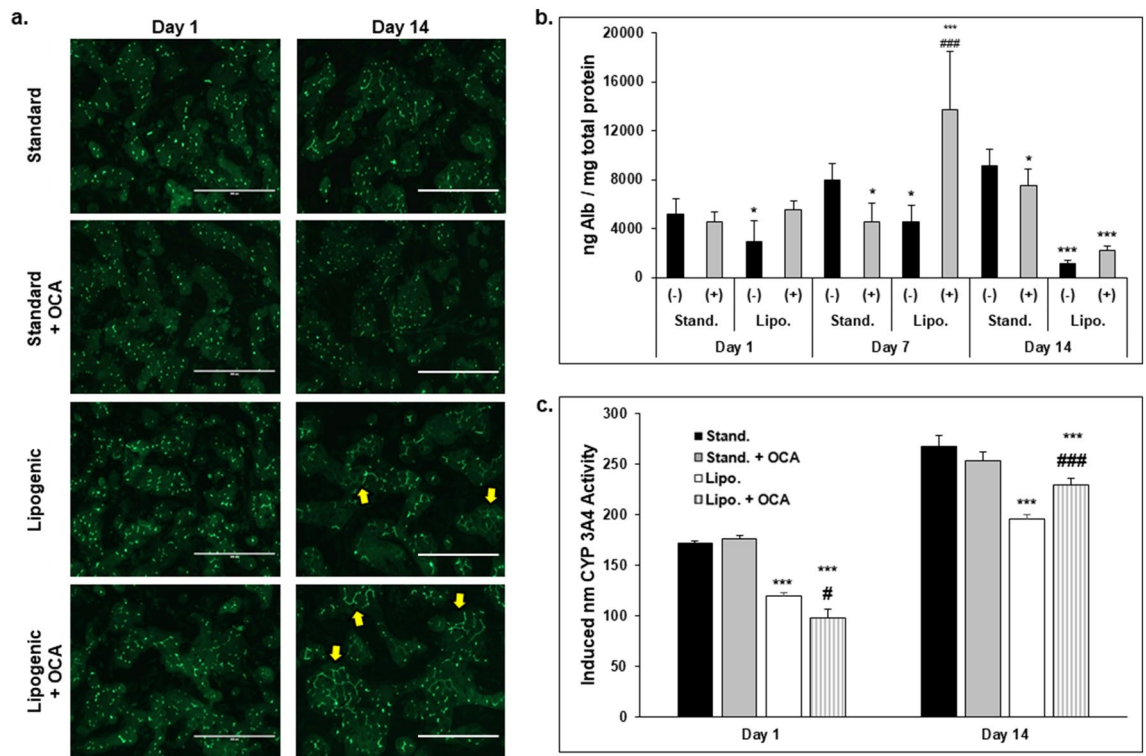 a.
Day 1
Day 14
Standard
Standard
+ OCA
Lipogenic
Lipogenic
+ OCA
b.
ng Alb / mg total protein
20000
16000
12000
8000
4000
0
*
*
*
***
###
*
***
***
(-) (+) (-) (+) (-) (+) (-) (+) (-) (+) (-) (+)
Stand. Lipo. Stand. Lipo. Stand. Lipo.
Day 1 Day 7 Day 14
c.
Induced nm CYP 3A4 Activity
300
250
200
150
100
50
0
Stand.
Stand. + OCA
Lipo.
Lipo. + OCA
***
***
#
***
***
###
Day 1 Day 14